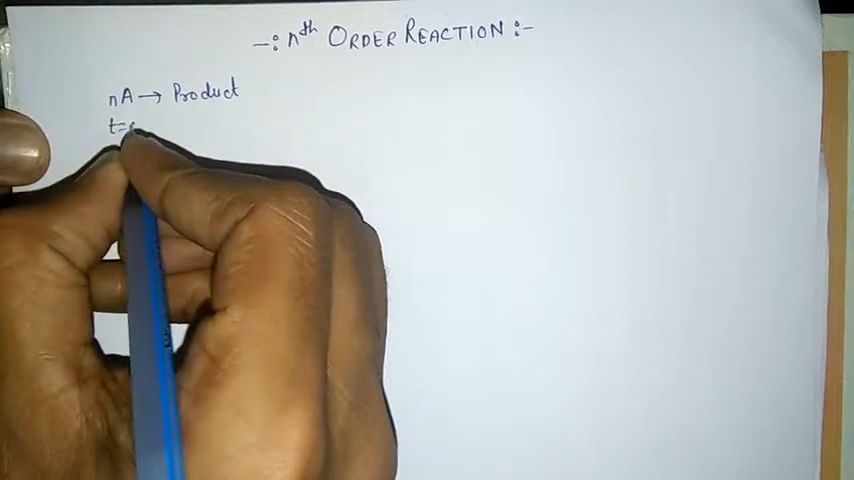 -: nth ORDER REACTION :-
nA → Product
t=